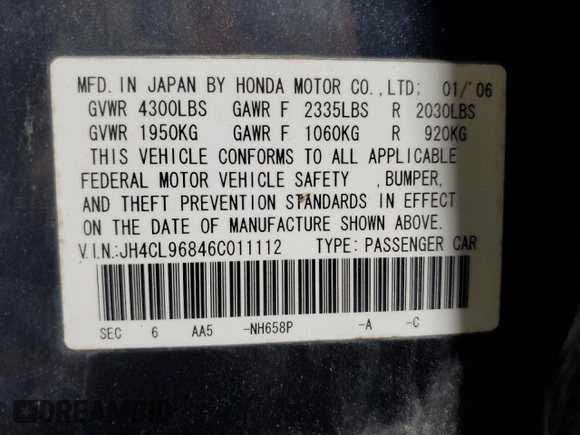 MFD. IN JAPAN BY HONDA MOTOR CO.,LTD; 01/'06
GVWR 4300LBS GAWR F 2335LBS R 2030LBS
GVWR 1950KG GAWR F 1060KG R 920KG
THIS VEHICLE CONFORMS TO ALL APPLICABLE
FEDERAL MOTOR VEHICLE SAFETY ,BUMPER,
AND THEFT PREVENTION STANDARDS IN EFFECT
ON THE DATE OF MANUFACTURE SHOWN ABOVE.
V.I.N.:JH4CL96846C011112 TYPE: PASSENGER CAR
SEC 6 AA5 -NH658P -A -C
DREAMBID